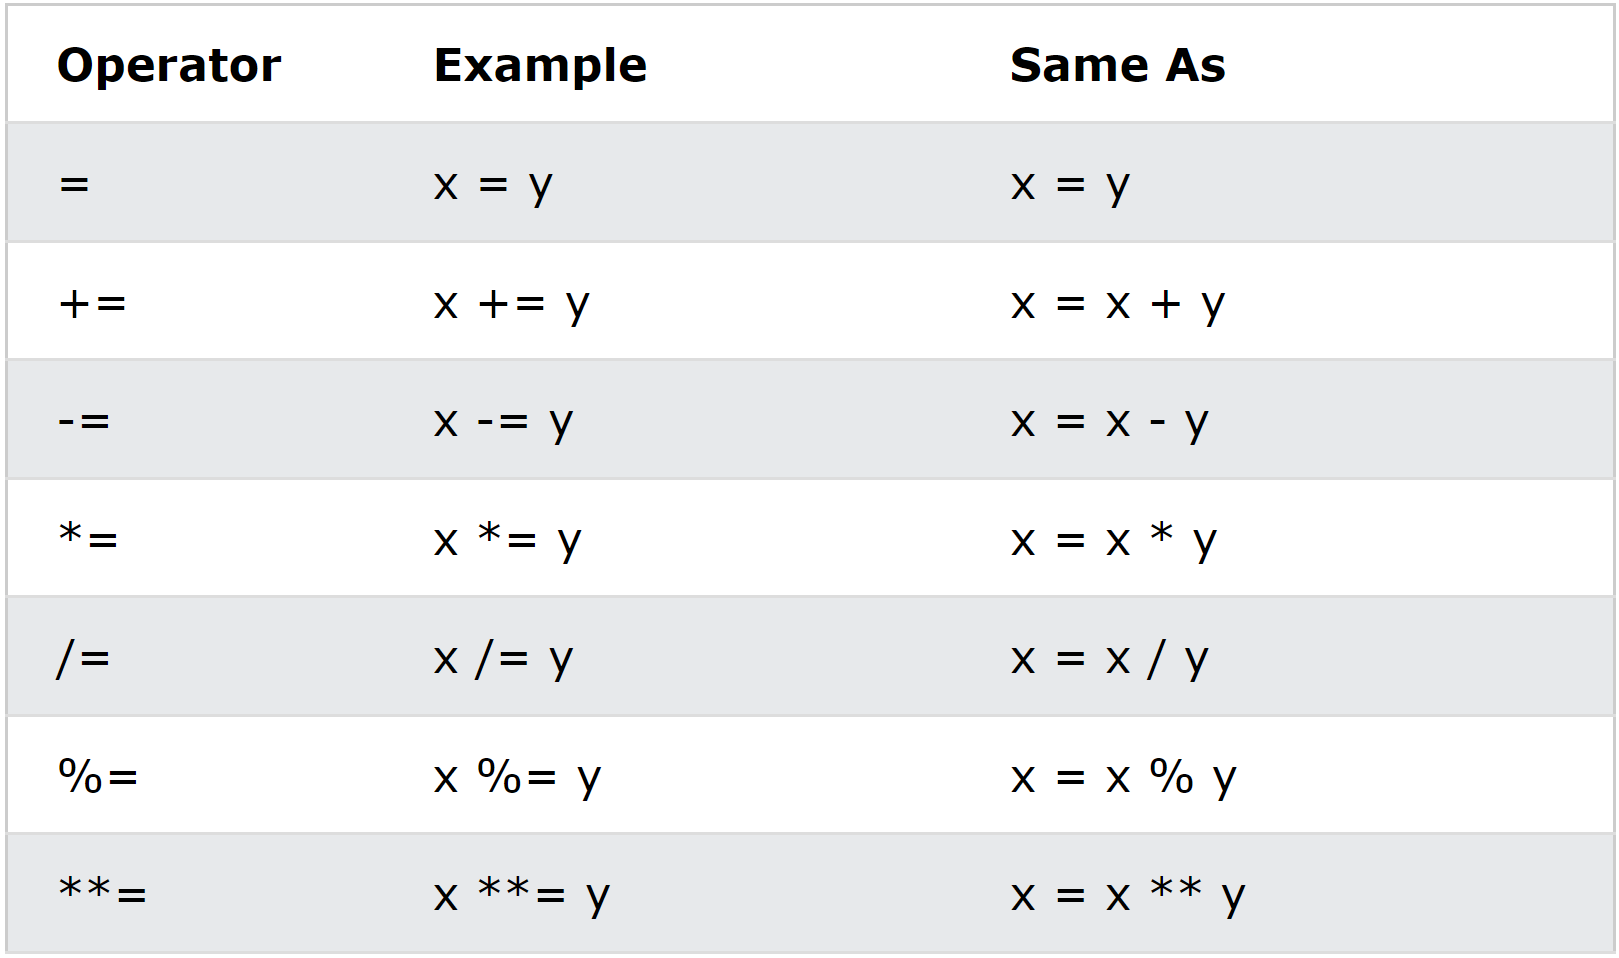 Operator Example Same As
= x = y x = y
+= x += y x = x + y
-= x -= y x = x - y
*= x *= y x = x * y
/= x /= y x = x / y
%= x %= y x = x % y
**= x **= y x = x ** y